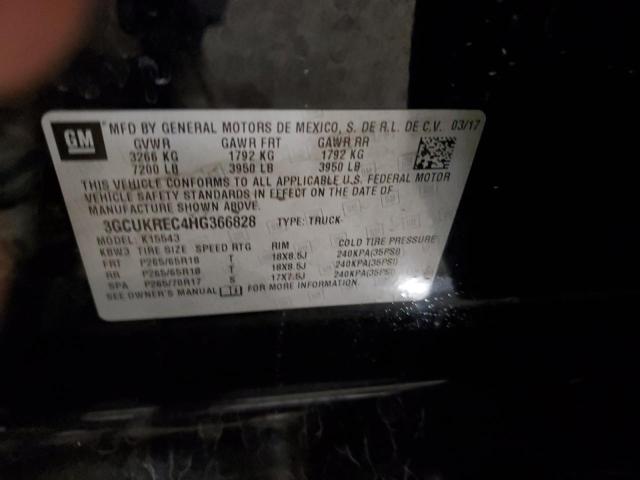 GM
MFD BY GENERAL MOTORS DE MEXICO, S. DE R.L. DE C.V. 03/17
GVWR GAWR FRT GAWR RR
3266 KG 1792 KG 1792 KG
7200 LB 3950 LB 3950 LB
THIS VEHICLE CONFORMS TO ALL APPLICABLE U.S. FEDERAL MOTOR
VEHICLE SAFETY STANDARDS IN EFFECT ON THE DATE OF
MANUFACTURE SHOWN ABOVE.
3GCUKREC4HG366828 TYPE: TRUCK
MODEL: K15543
KBW3 TIRE SIZE SPEED RTG RIM COLD TIRE PRESSURE
FRT P265/65R18 T 18X8.5J 240KPA(35PSI)
RR P265/65R18 T 18X8.5J 240KPA(35PSI)
SPA P265/70R17 S 17X7.5J 240KPA(35PSI)
SEE OWNER'S MANUAL FOR MORE INFORMATION.